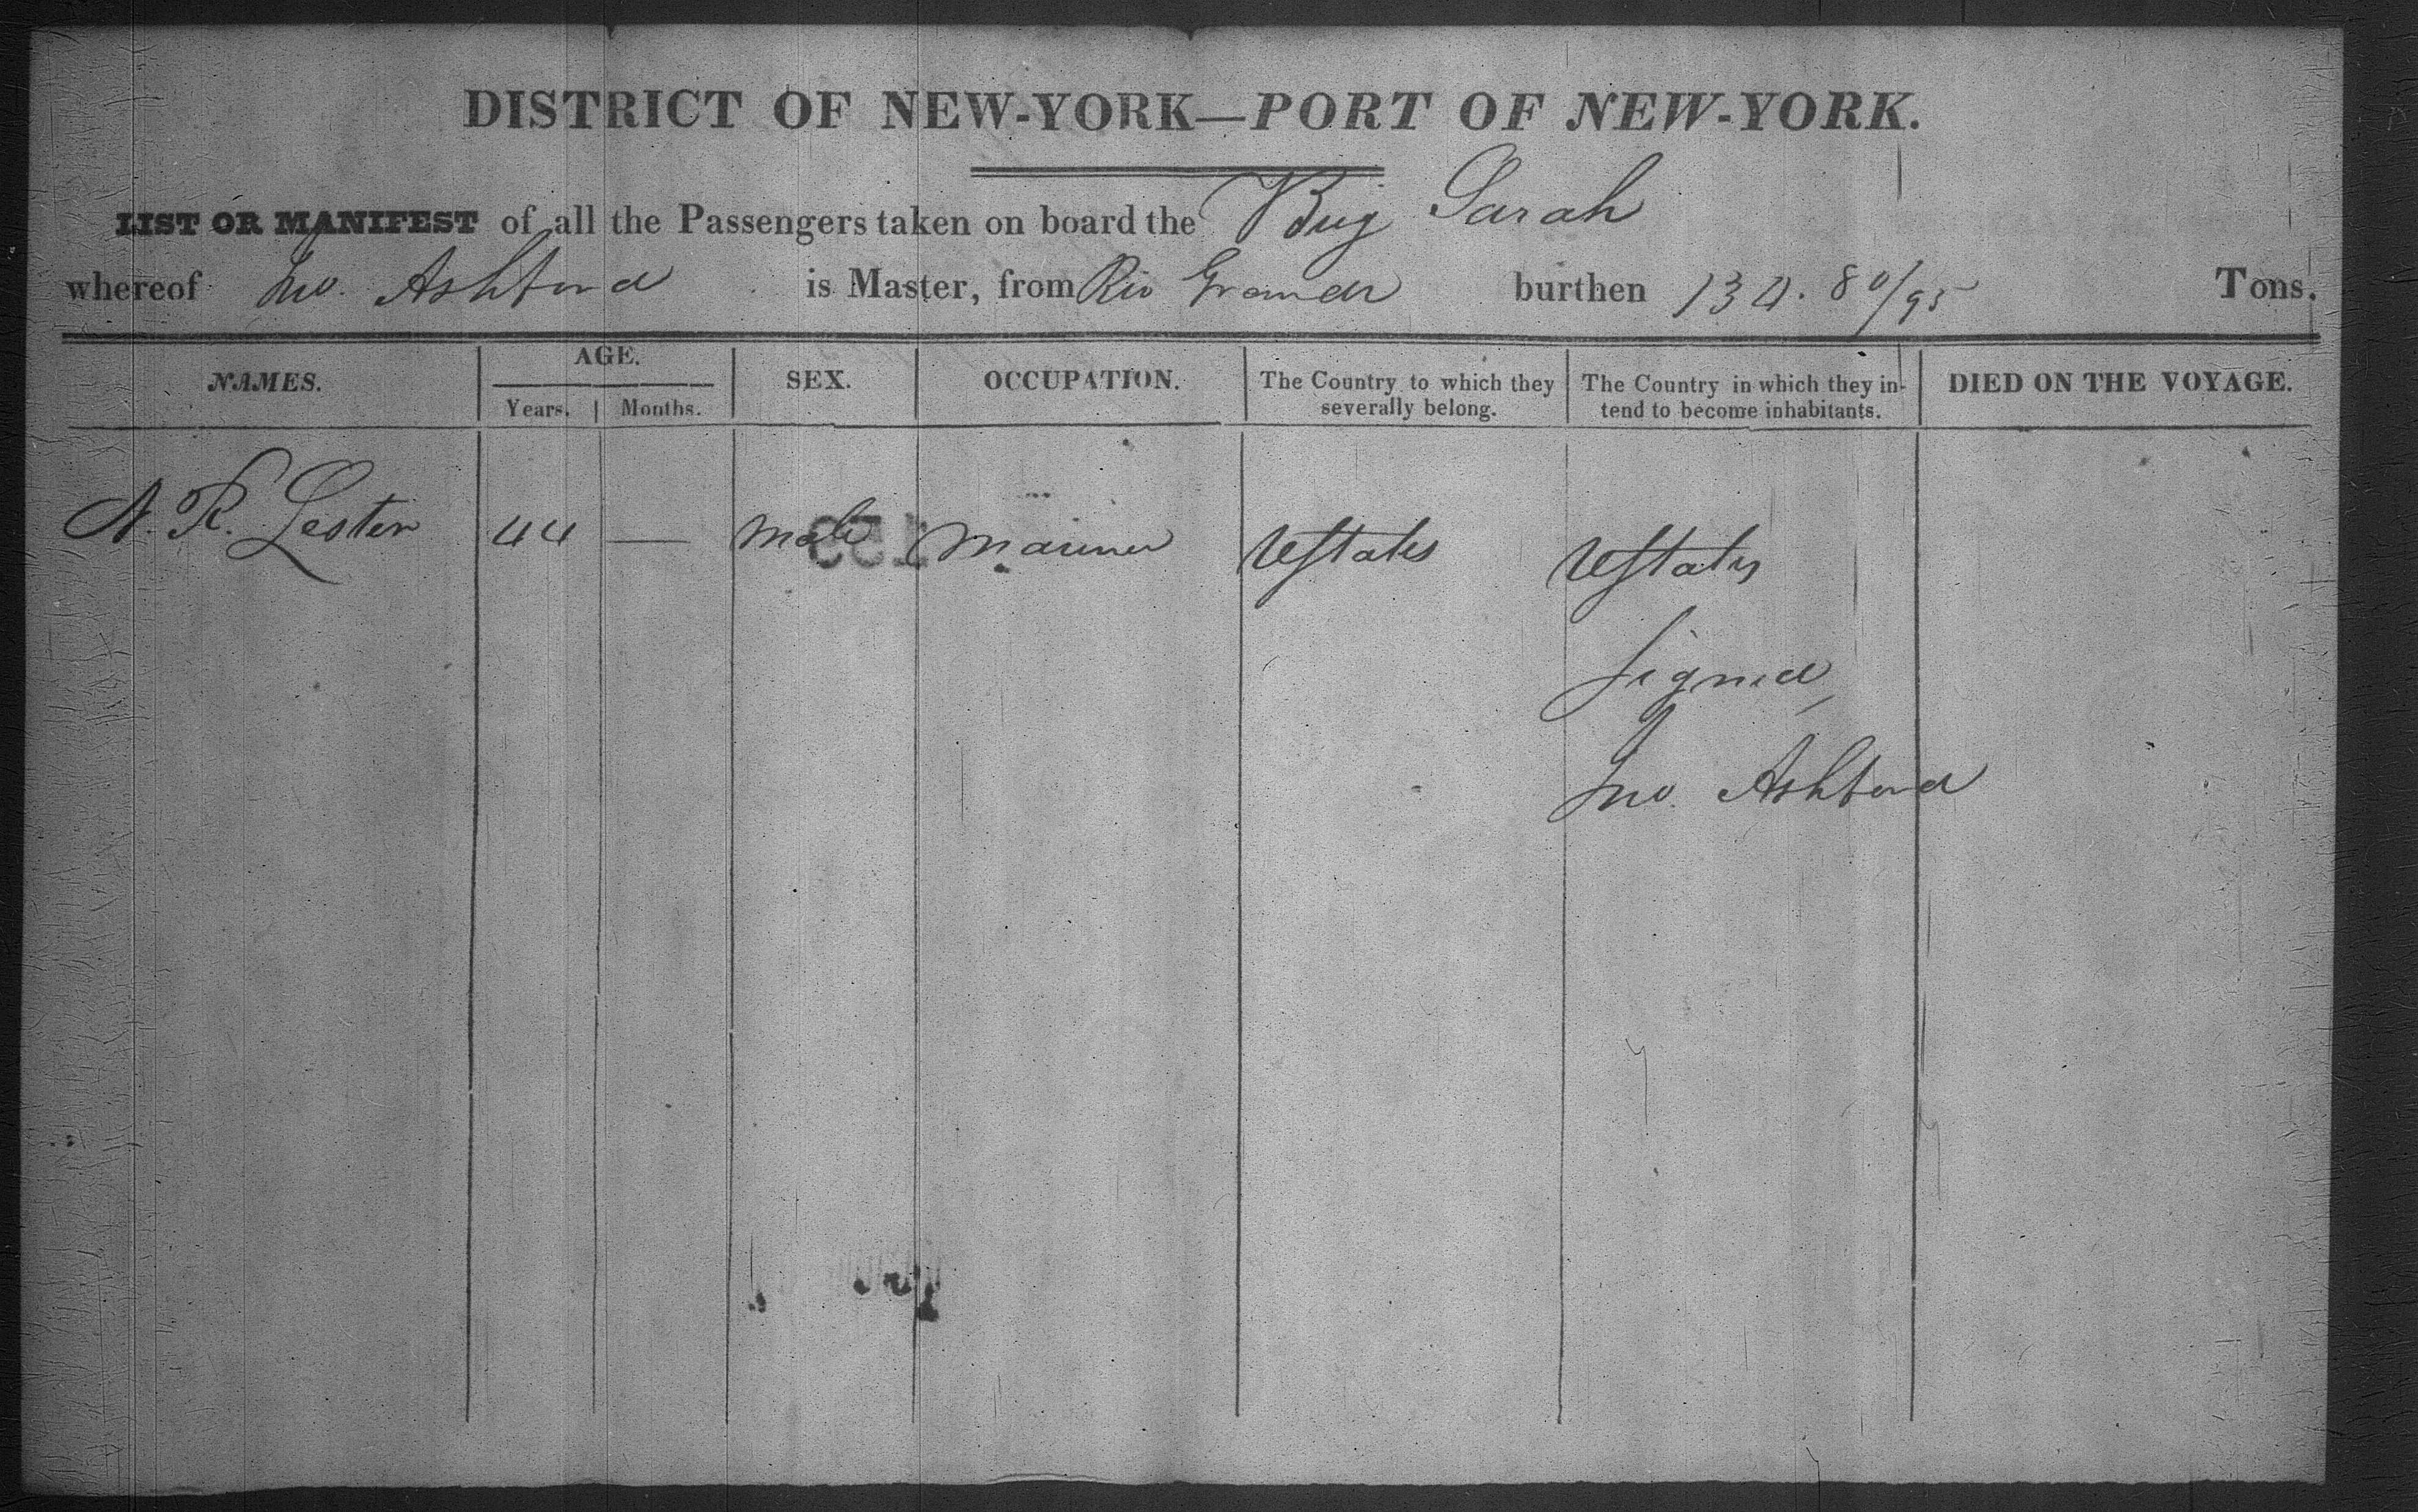 DISTRICT OF NEW-YORK—PORT OF NEW-YORK.
LIST OR MANIFEST of all the Passengers taken on board the Brig Sarah
whereof Jno. Ashford is Master, from Rio Grande burthen 134. 80/95 Tons.
NAMES. AGE. Years. Months. SEX. OCCUPATION. The Country to which they severally belong. The Country in which they intend to become inhabitants. DIED ON THE VOYAGE.
A. R. Lester 44 — male mariner UStates UStates
Signed
Jno. Ashford